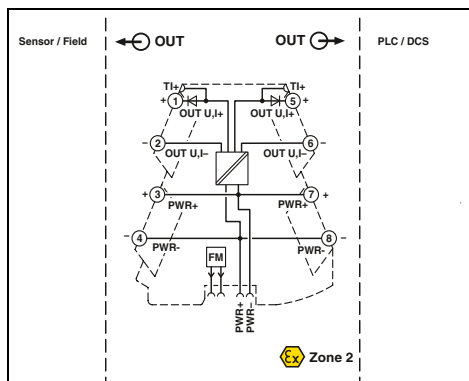 Sensor / Field
OUT
OUT
PLC / DCS
TI+
TI+
+ 1
5 +
OUT U,I+
OUT U,I+
− 2
6 −
OUT U,I–
OUT U,I–
+ 3
7 +
PWR+
PWR+
4 −
8 −
PWR-
PWR-
FM
PWR+
PWR–
Ex Zone 2